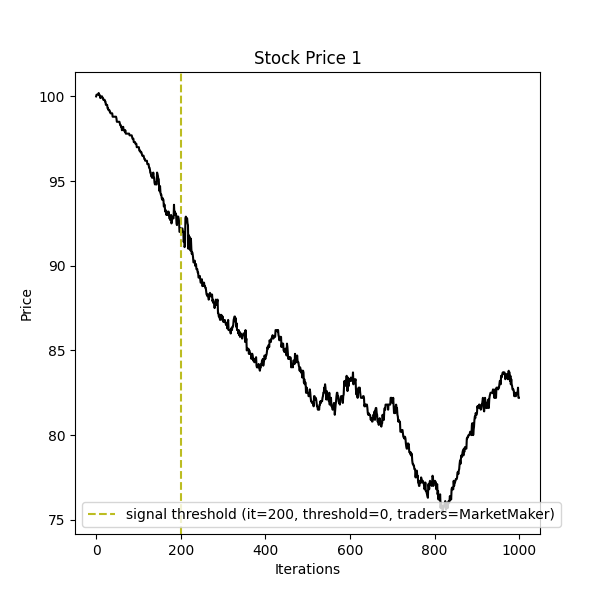 Stock Price 1
100
95
90
85
80
75
Price
signal threshold (it=200, threshold=0, traders=MarketMaker)
0 200 400 600 800 1000
Iterations